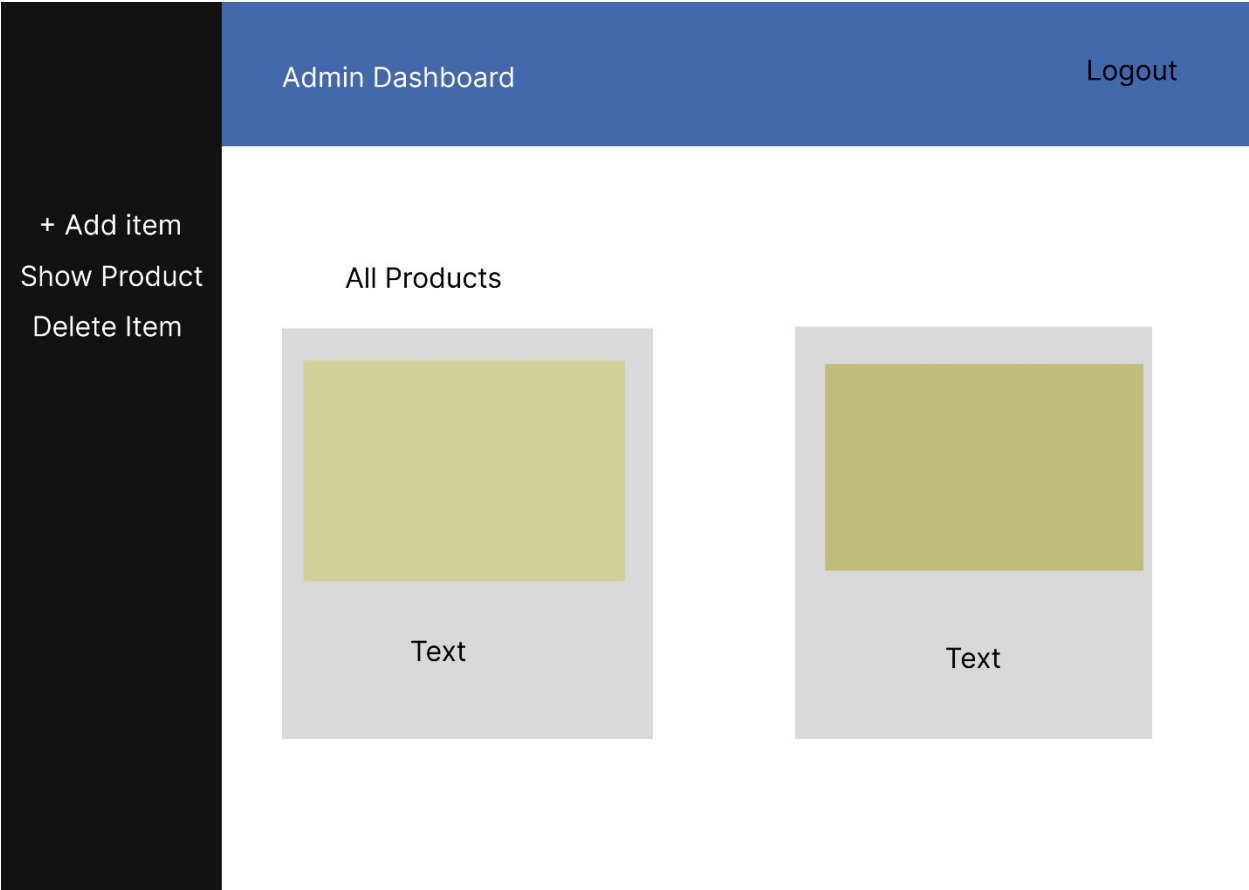 Admin Dashboard
Logout
+ Add item
Show Product
Delete Item
All Products
Text
Text